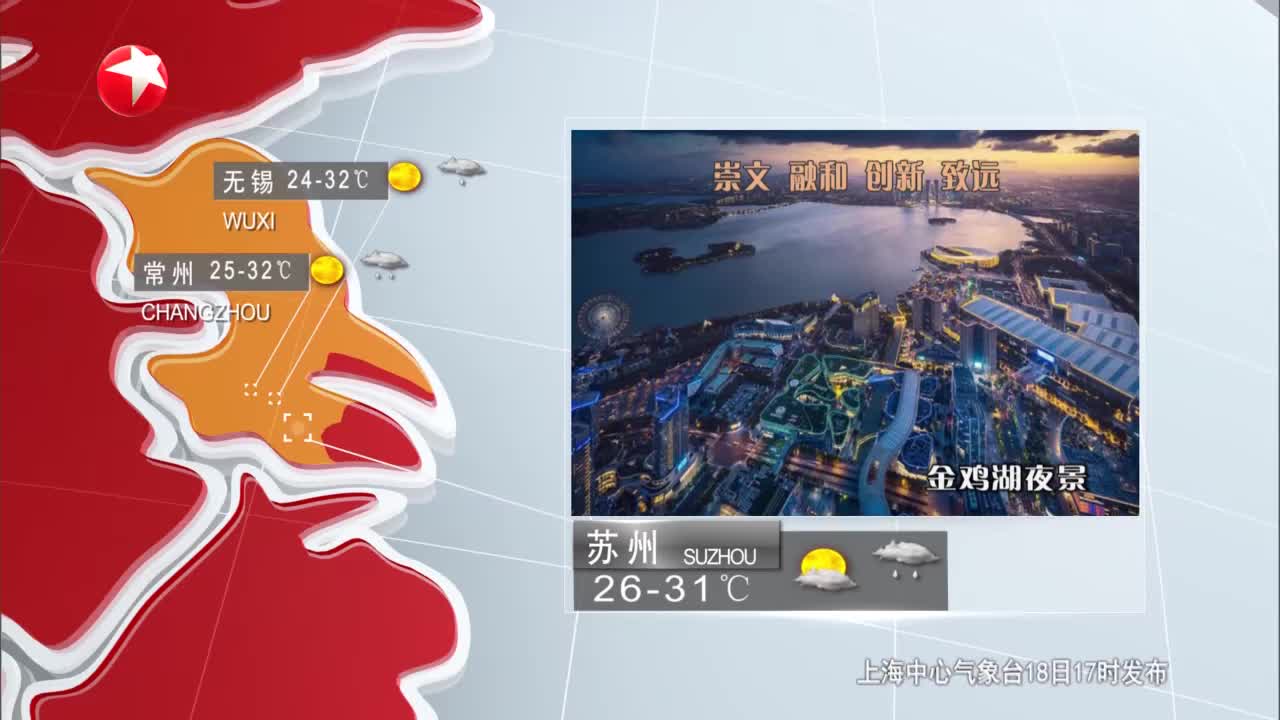 无锡 24-32℃
WUXI
常州 25-32℃
CHANGZHOU
崇文 融和 创新 致远
金鸡湖夜景
苏州 SUZHOU
26-31℃
上海中心气象台18日17时发布